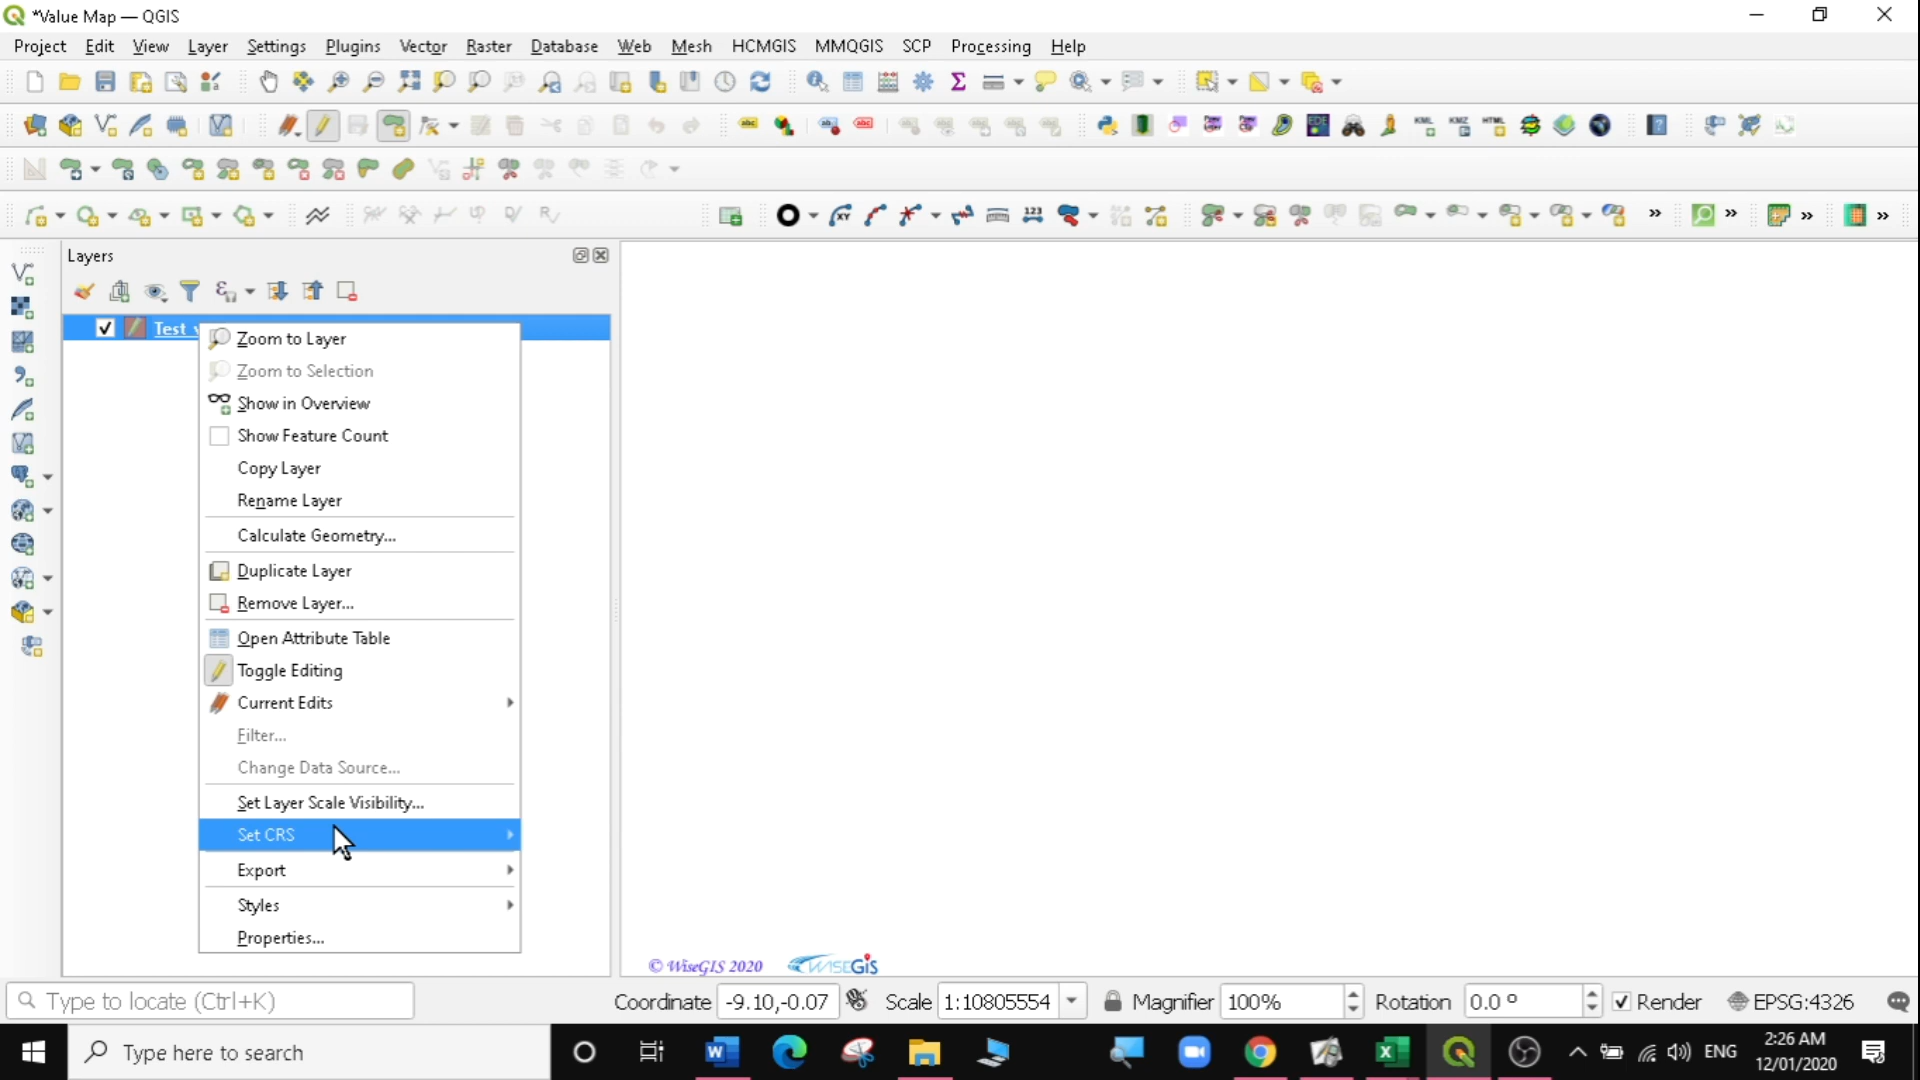 *Value Map — QGIS
Project Edit View Layer Settings Plugins Vector Raster Database Web Mesh HCMGIS MMQGIS SCP Processing Help
Layers
Test
Zoom to Layer
Zoom to Selection
Show in Overview
Show Feature Count
Copy Layer
Rename Layer
Calculate Geometry...
Duplicate Layer
Remove Layer...
Open Attribute Table
Toggle Editing
Current Edits
Filter...
Change Data Source...
Set Layer Scale Visibility...
Set CRS
Export
Styles
Properties...
© WiseGIS 2020 WISEGIS
Type to locate (Ctrl+K) Coordinate -9.10,-0.07 Scale 1:10805554 Magnifier 100% Rotation 0.0 ° Render EPSG:4326
Type here to search ENG 2:26 AM
12/01/2020